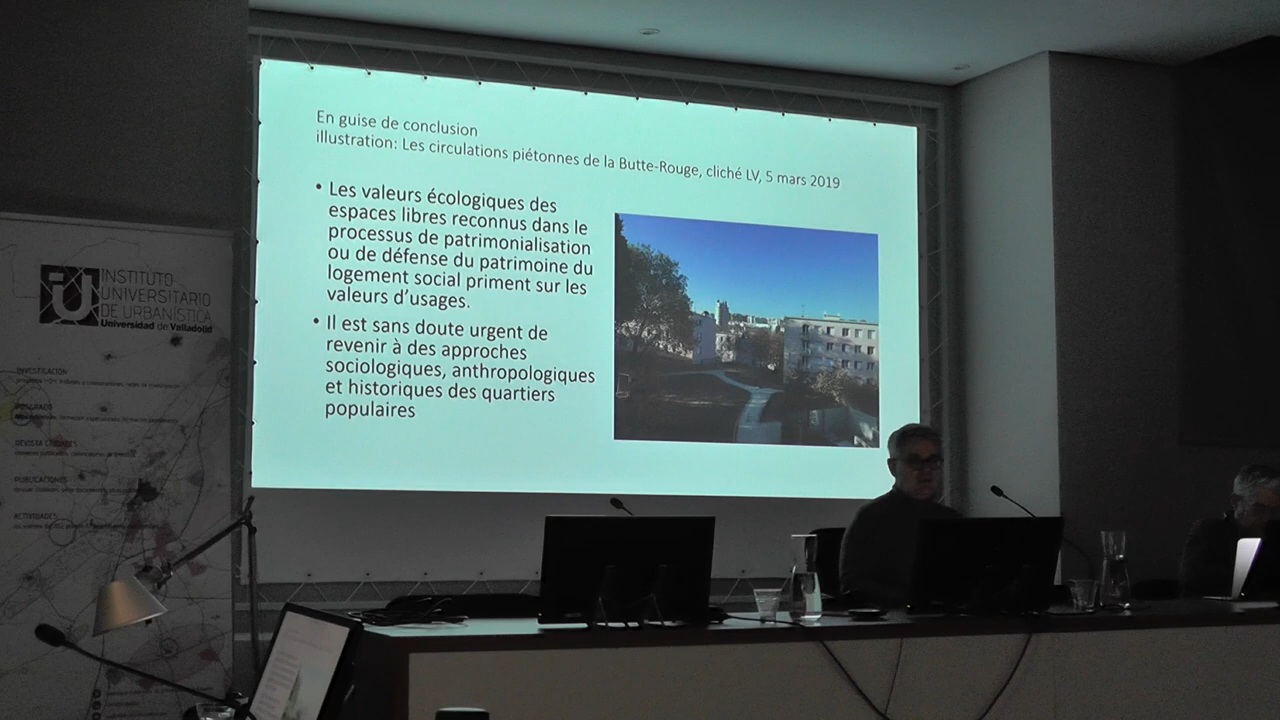 En guise de conclusion
illustration: Les circulations piétonnes de la Butte-Rouge, cliché LV, 5 mars 2019
• Les valeurs écologiques des
espaces libres reconnus dans le
processus de patrimonialisation
ou de défense du patrimoine du
logement social priment sur les
valeurs d'usages.
• Il est sans doute urgent de
revenir à des approches
sociologiques, anthropologiques
et historiques des quartiers
populaires
iU
INSTITUTO
UNIVERSITARIO
DE URBANÍSTICA
Universidad de Valladolid
INVESTIGACIÓN
POSGRADO
REVISTA CIUDADES
PUBLICACIONES
ACTIVIDADES